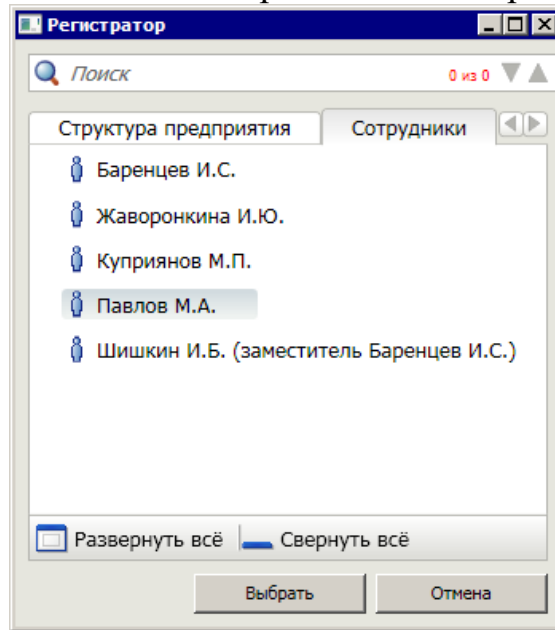 Регистратор
Поиск 0 из 0
Структура предприятия Сотрудники
Баренцев И.С.
Жаворонкина И.Ю.
Куприянов М.П.
Павлов М.А.
Шишкин И.Б. (заместитель Баренцев И.С.)
Развернуть всё Свернуть всё
Выбрать Отмена